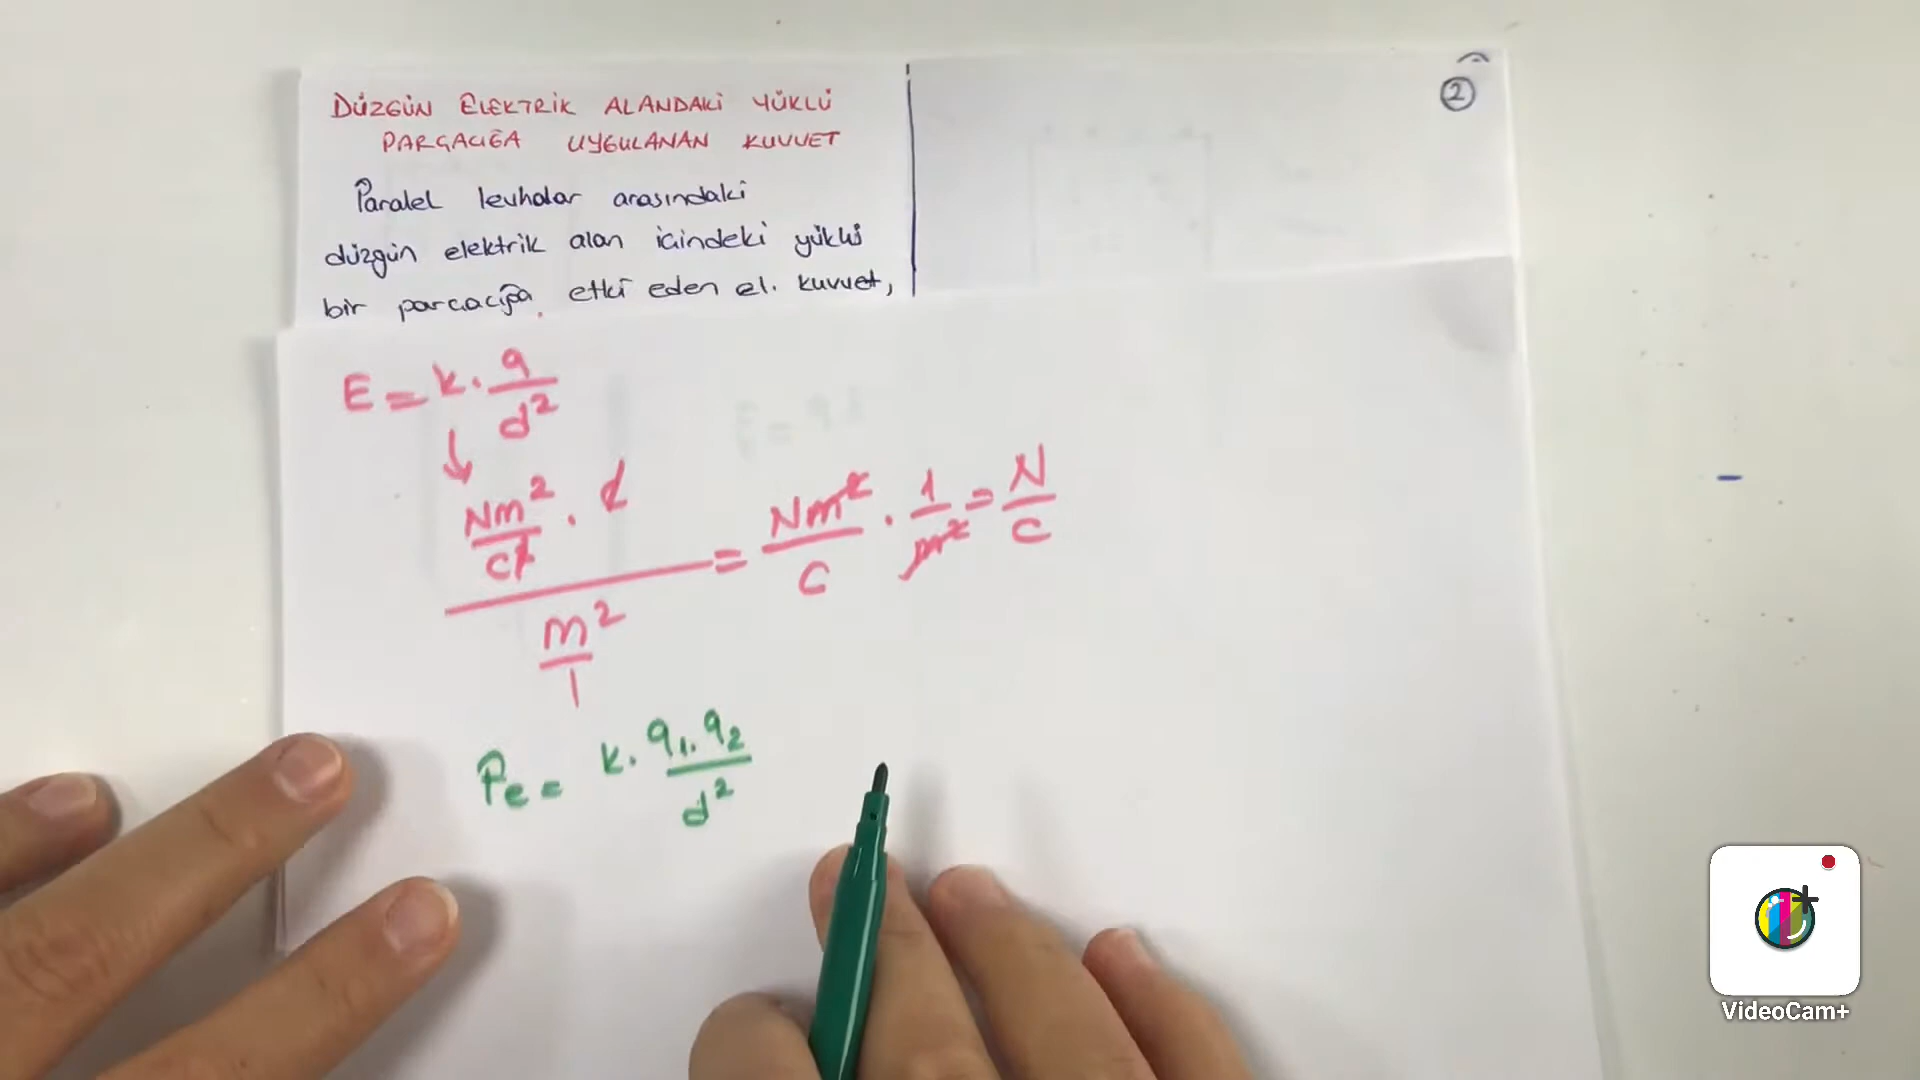 DÜZGÜN ELEKTRİK ALANDAKİ YÜKLÜ
PARÇACIĞA UYGULANAN KUVVET
Paralel levhalar arasındaki
düzgün elektrik alan içindeki yüklü
bir parçacığa etki eden el. kuvvet,
2
E = k. q/d²
Nm²/C² . C / m²/1 = Nm²/C . 1/m² = N/C
Fe = k. q₁.q₂/d²
VideoCam+